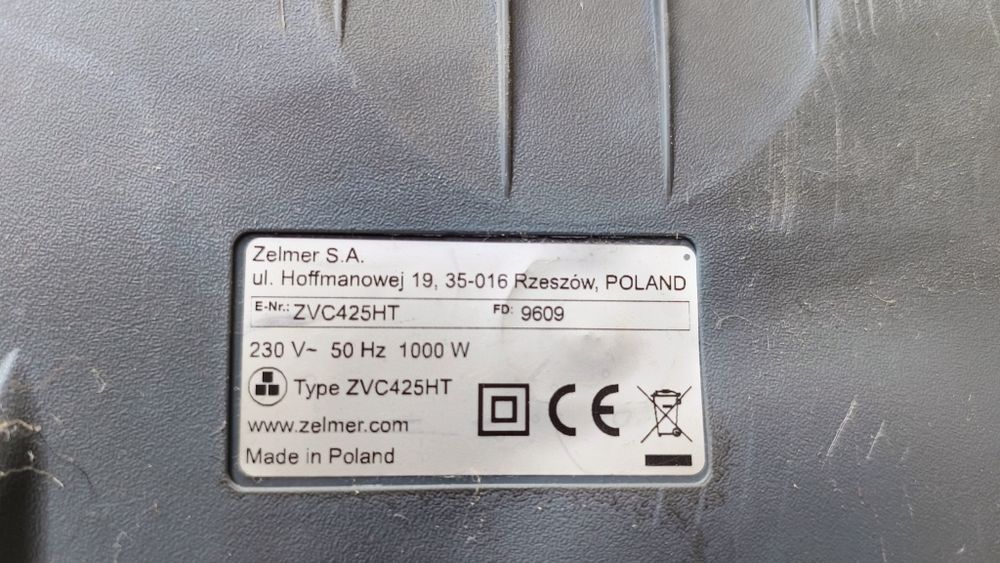 Zelmer S.A.
ul. Hoffmanowej 19, 35-016 Rzeszów, POLAND
E-Nr.: ZVC425HT FD: 9609
230 V~ 50 Hz 1000 W
Type ZVC425HT
CE
www.zelmer.com
Made in Poland